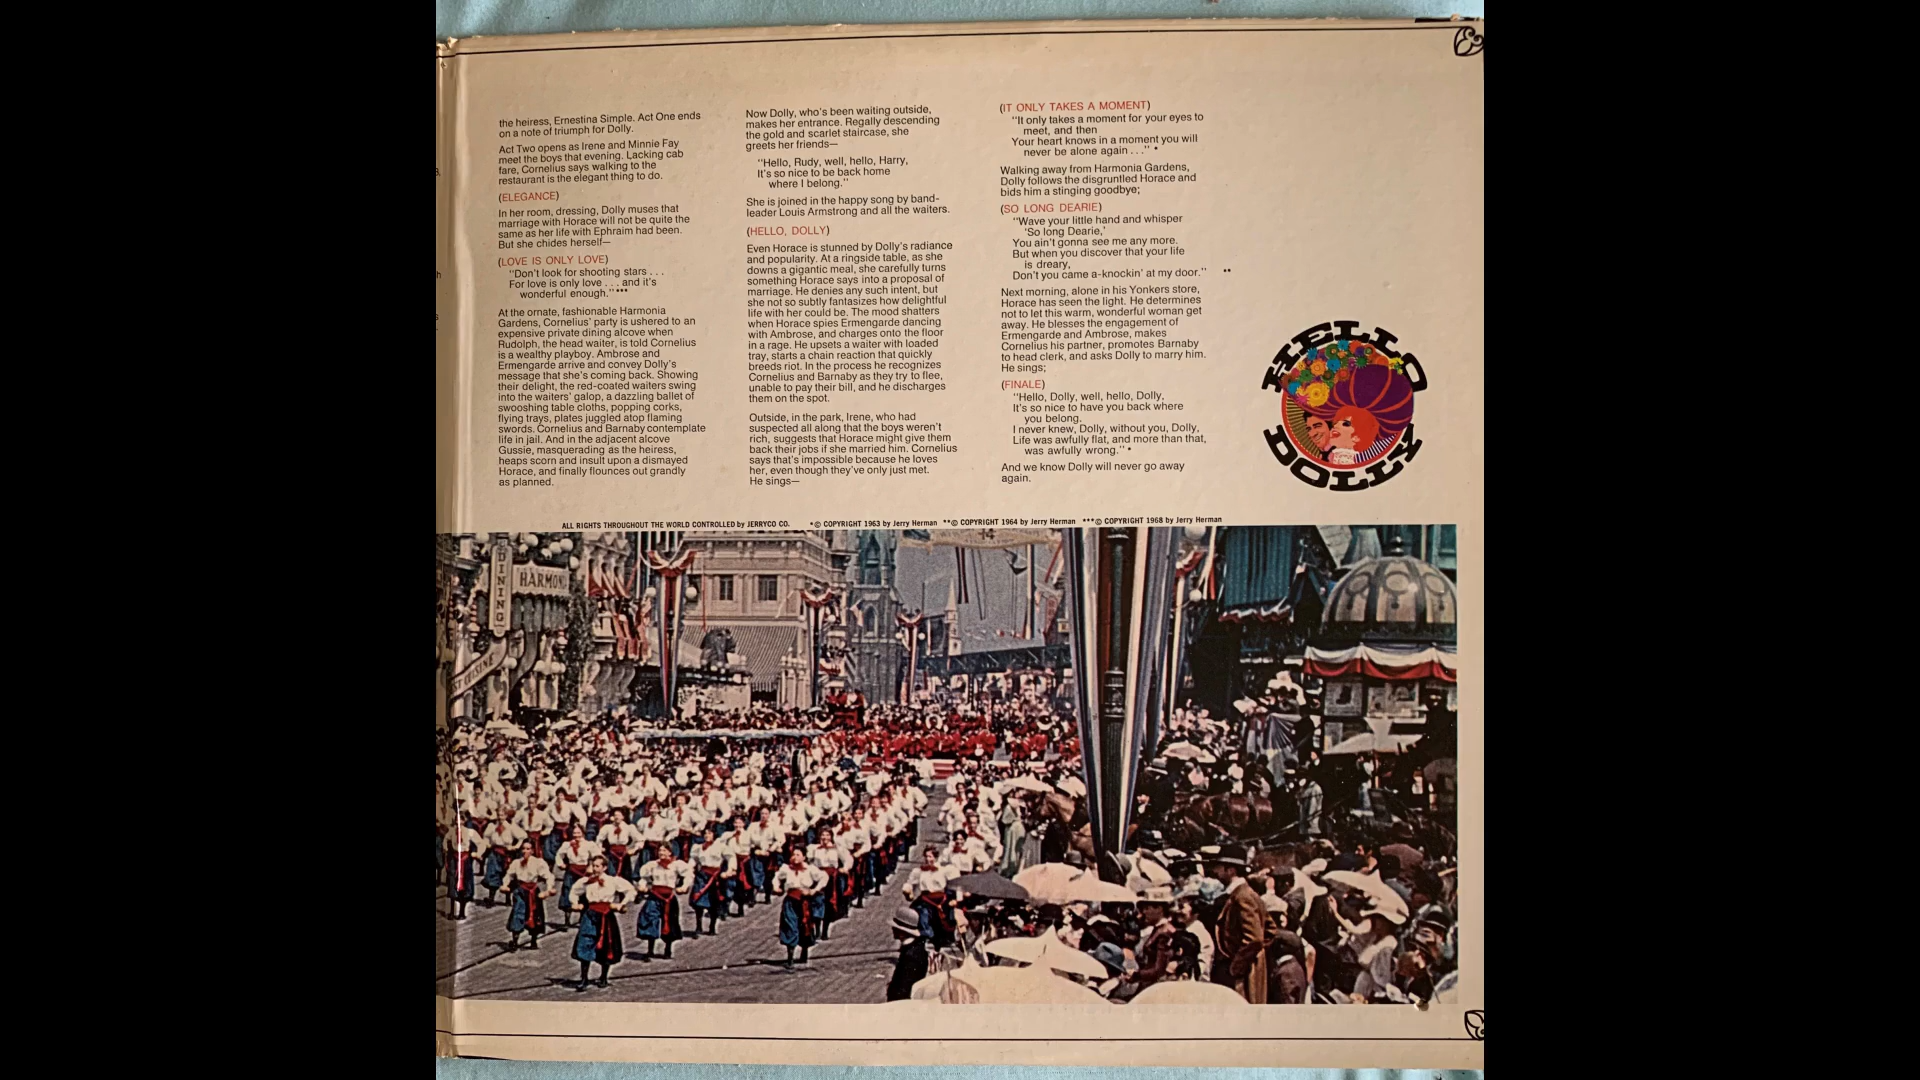 the heiress, Ernestina Simple. Act One ends
on a note of triumph for Dolly.
Act Two opens as Irene and Minnie Fay
meet the boys that evening. Lacking cab
fare, Cornelius says walking to the
restaurant is the elegant thing to do.
(ELEGANCE)
In her room, dressing, Dolly muses that
marriage with Horace will not be quite the
same as her life with Ephraim had been.
But she chides herself—
(LOVE IS ONLY LOVE)
"Don't look for shooting stars . . .
For love is only love . . . and it's
wonderful enough."•••
At the ornate, fashionable Harmonia
Gardens, Cornelius' party is ushered to an
expensive private dining alcove when
Rudolph, the head waiter, is told Cornelius
is a wealthy playboy. Ambrose and
Ermengarde arrive and convey Dolly's
message that she's coming back. Showing
their delight, the red-coated waiters swing
into the waiters' galop, a dazzling ballet of
swooshing table cloths, popping corks,
flying trays, plates juggled atop flaming
swords. Cornelius and Barnaby contemplate
life in jail. And in the adjacent alcove
Gussie, masquerading as the heiress,
heaps scorn and insult upon a dismayed
Horace, and finally flounces out grandly
as planned.
Now Dolly, who's been waiting outside,
makes her entrance. Regally descending
the gold and scarlet staircase, she
greets her friends—
"Hello, Rudy, well, hello, Harry,
It's so nice to be back home
where I belong."
She is joined in the happy song by band-
leader Louis Armstrong and all the waiters.
(HELLO, DOLLY)
Even Horace is stunned by Dolly's radiance
and popularity. At a ringside table, as she
downs a gigantic meal, she carefully turns
something Horace says into a proposal of
marriage. He denies any such intent, but
she not so subtly fantasizes how delightful
life with her could be. The mood shatters
when Horace spies Ermengarde dancing
with Ambrose, and charges onto the floor
in a rage. He upsets a waiter with loaded
tray, starts a chain reaction that quickly
breeds riot. In the process he recognizes
Cornelius and Barnaby as they try to flee,
unable to pay their bill, and he discharges
them on the spot.
Outside, in the park, Irene, who had
suspected all along that the boys weren't
rich, suggests that Horace might give them
back their jobs if she married him. Cornelius
says that's impossible because he loves
her, even though they've only just met.
He sings—
(IT ONLY TAKES A MOMENT)
"It only takes a moment for your eyes to
meet, and then
Your heart knows in a moment you will
never be alone again . . ." •
Walking away from Harmonia Gardens,
Dolly follows the disgruntled Horace and
bids him a stinging goodbye;
(SO LONG DEARIE)
"Wave your little hand and whisper
'So long Dearie,'
You ain't gonna see me any more.
But when you discover that your life
is dreary,
Don't you came a-knockin' at my door." ••
Next morning, alone in his Yonkers store,
Horace has seen the light. He determines
not to let this warm, wonderful woman get
away. He blesses the engagement of
Ermengarde and Ambrose, makes
Cornelius his partner, promotes Barnaby
to head clerk, and asks Dolly to marry him.
He sings;
(FINALE)
"Hello, Dolly, well, hello, Dolly,
It's so nice to have you back where
you belong.
I never knew, Dolly, without you, Dolly,
Life was awfully flat, and more than that,
was awfully wrong." •
And we know Dolly will never go away
again.
HELLO
DOLLY
ALL RIGHTS THROUGHOUT THE WORLD CONTROLLED by JERRYCO CO. *© COPYRIGHT 1963 by Jerry Herman **© COPYRIGHT 1964 by Jerry Herman ***© COPYRIGHT 1968 by Jerry Herman
DINING
HARMON
CUISINE
14